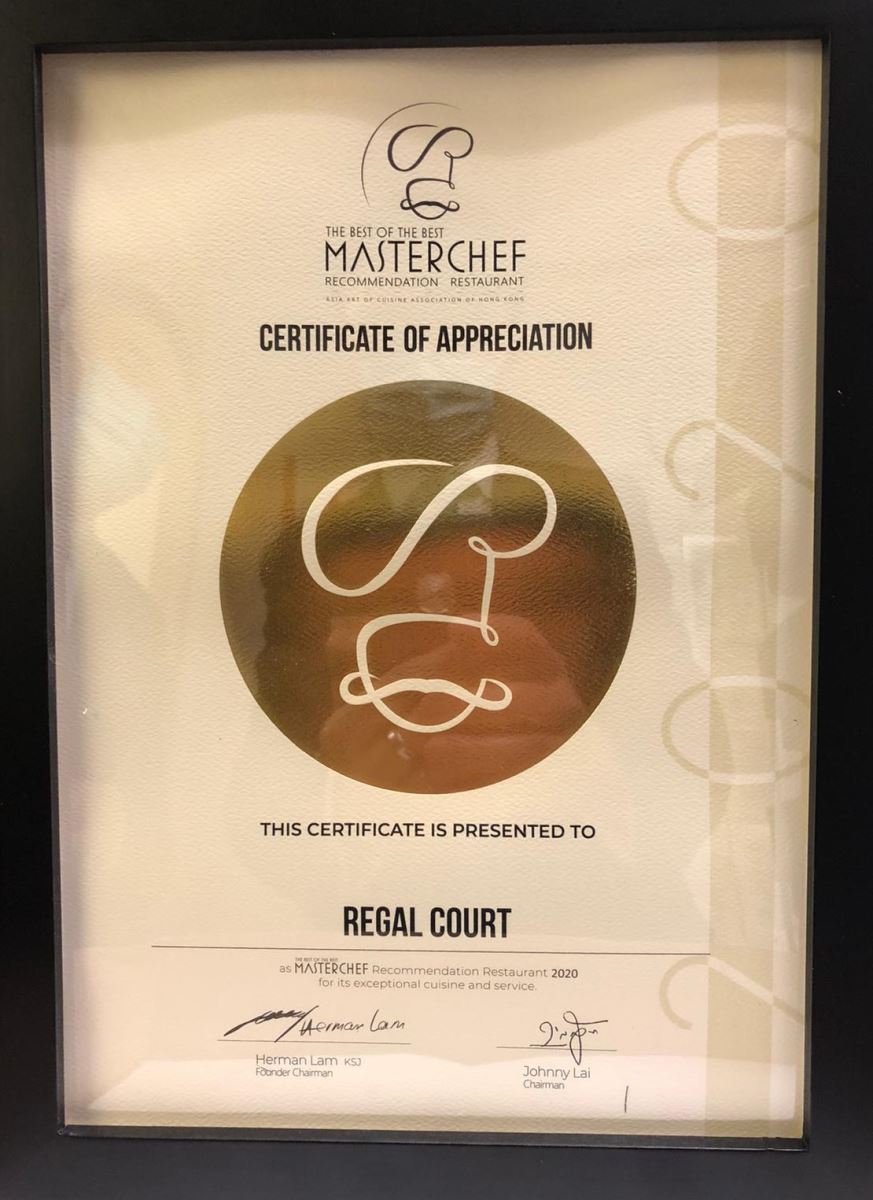 THE BEST OF THE BEST
MASTERCHEF
RECOMMENDATION RESTAURANT
ASIA ART OF CUISINE ASSOCIATION OF HONG KONG
CERTIFICATE OF APPRECIATION
THIS CERTIFICATE IS PRESENTED TO
REGAL COURT
THE BEST OF THE BEST
as MASTERCHEF Recommendation Restaurant 2020
for its exceptional cuisine and service.
Herman Lam
Herman Lam KSJ
Founder Chairman
Johnny Lai
Chairman